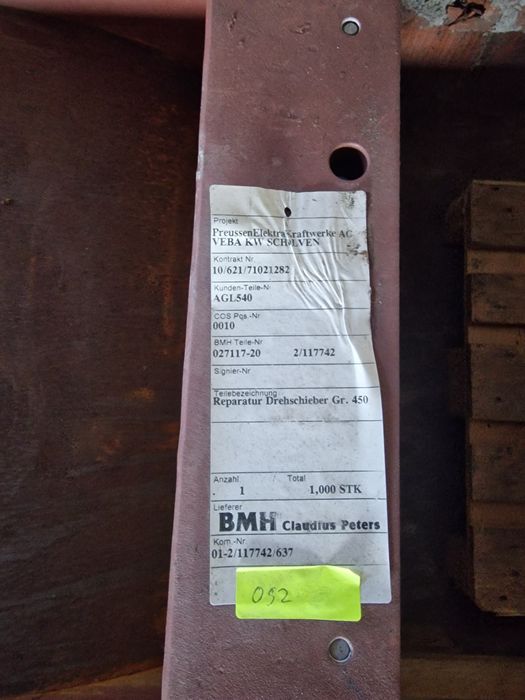 Projekt
PreussenElektraKraftwerke AG
VEBA KW SCHOLVEN
Kontrakt Nr.
10/621/71021282
Kunden-Teile-Nr
AGL540
COS Pos.-Nr
0010
BMH Teile-Nr
027117-20 2/117742
Signier-Nr.
Teilebezeichnung
Reparatur Drehschieber Gr. 450
Anzahl Total
1 1,000 STK
Lieferer
BMH Claudius Peters
Kom.-Nr.
01-2/117742/637
092